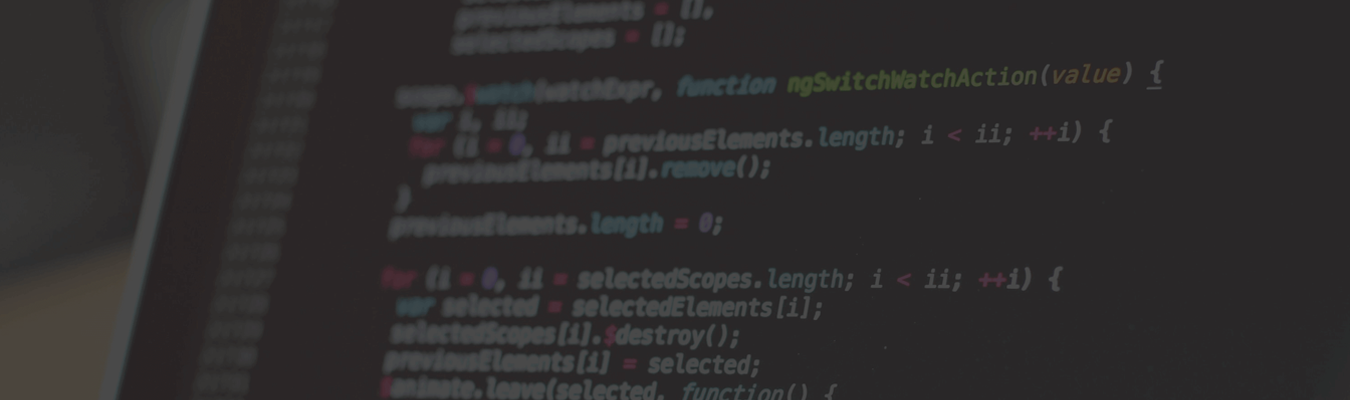 previousElements = [],
selectedScopes = [];
scope.$watch(watchExpr, function ngSwitchWatchAction(value) {
var i, ii;
for (i = 0, ii = previousElements.length; i < ii; ++i) {
previousElements[i].remove();
}
previousElements.length = 0;
for (i = 0, ii = selectedScopes.length; i < ii; ++i) {
var selected = selectedElements[i];
selectedScopes[i].$destroy();
previousElements[i] = selected;
$animate.leave(selected, function() {